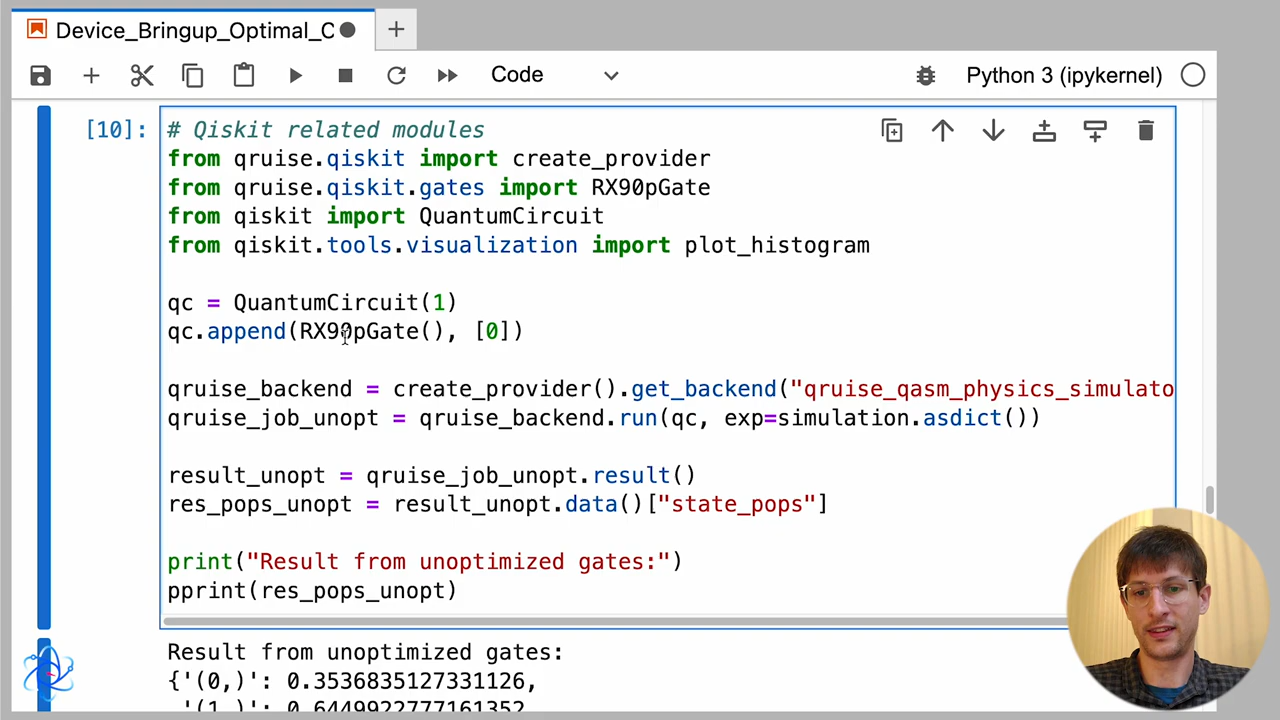 Device_Bringup_Optimal_C
Code
Python 3 (ipykernel)
[10]:
# Qiskit related modules
from qruise.qiskit import create_provider
from qruise.qiskit.gates import RX90pGate
from qiskit import QuantumCircuit
from qiskit.tools.visualization import plot_histogram
qc = QuantumCircuit(1)
qc.append(RX90pGate(), [0])
qruise_backend = create_provider().get_backend("qruise_qasm_physics_simulato
qruise_job_unopt = qruise_backend.run(qc, exp=simulation.asdict())
result_unopt = qruise_job_unopt.result()
res_pops_unopt = result_unopt.data()["state_pops"]
print("Result from unoptimized gates:")
pprint(res_pops_unopt)
Result from unoptimized gates:
{'(0,)': 0.3536835127331126,
'(1,)': 0.6449922777161352,